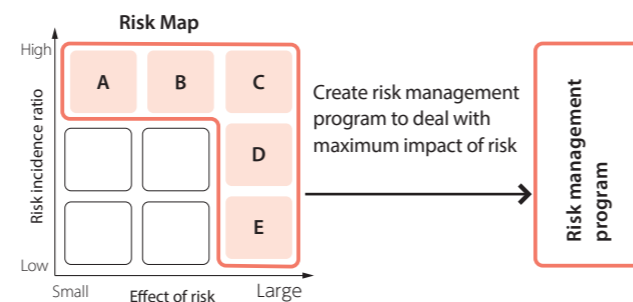 Risk Map
High
A
B
C
D
E
Risk incidence ratio
Low
Small
Effect of risk
Large
Create risk management
program to deal with
maximum impact of risk
Risk management
program